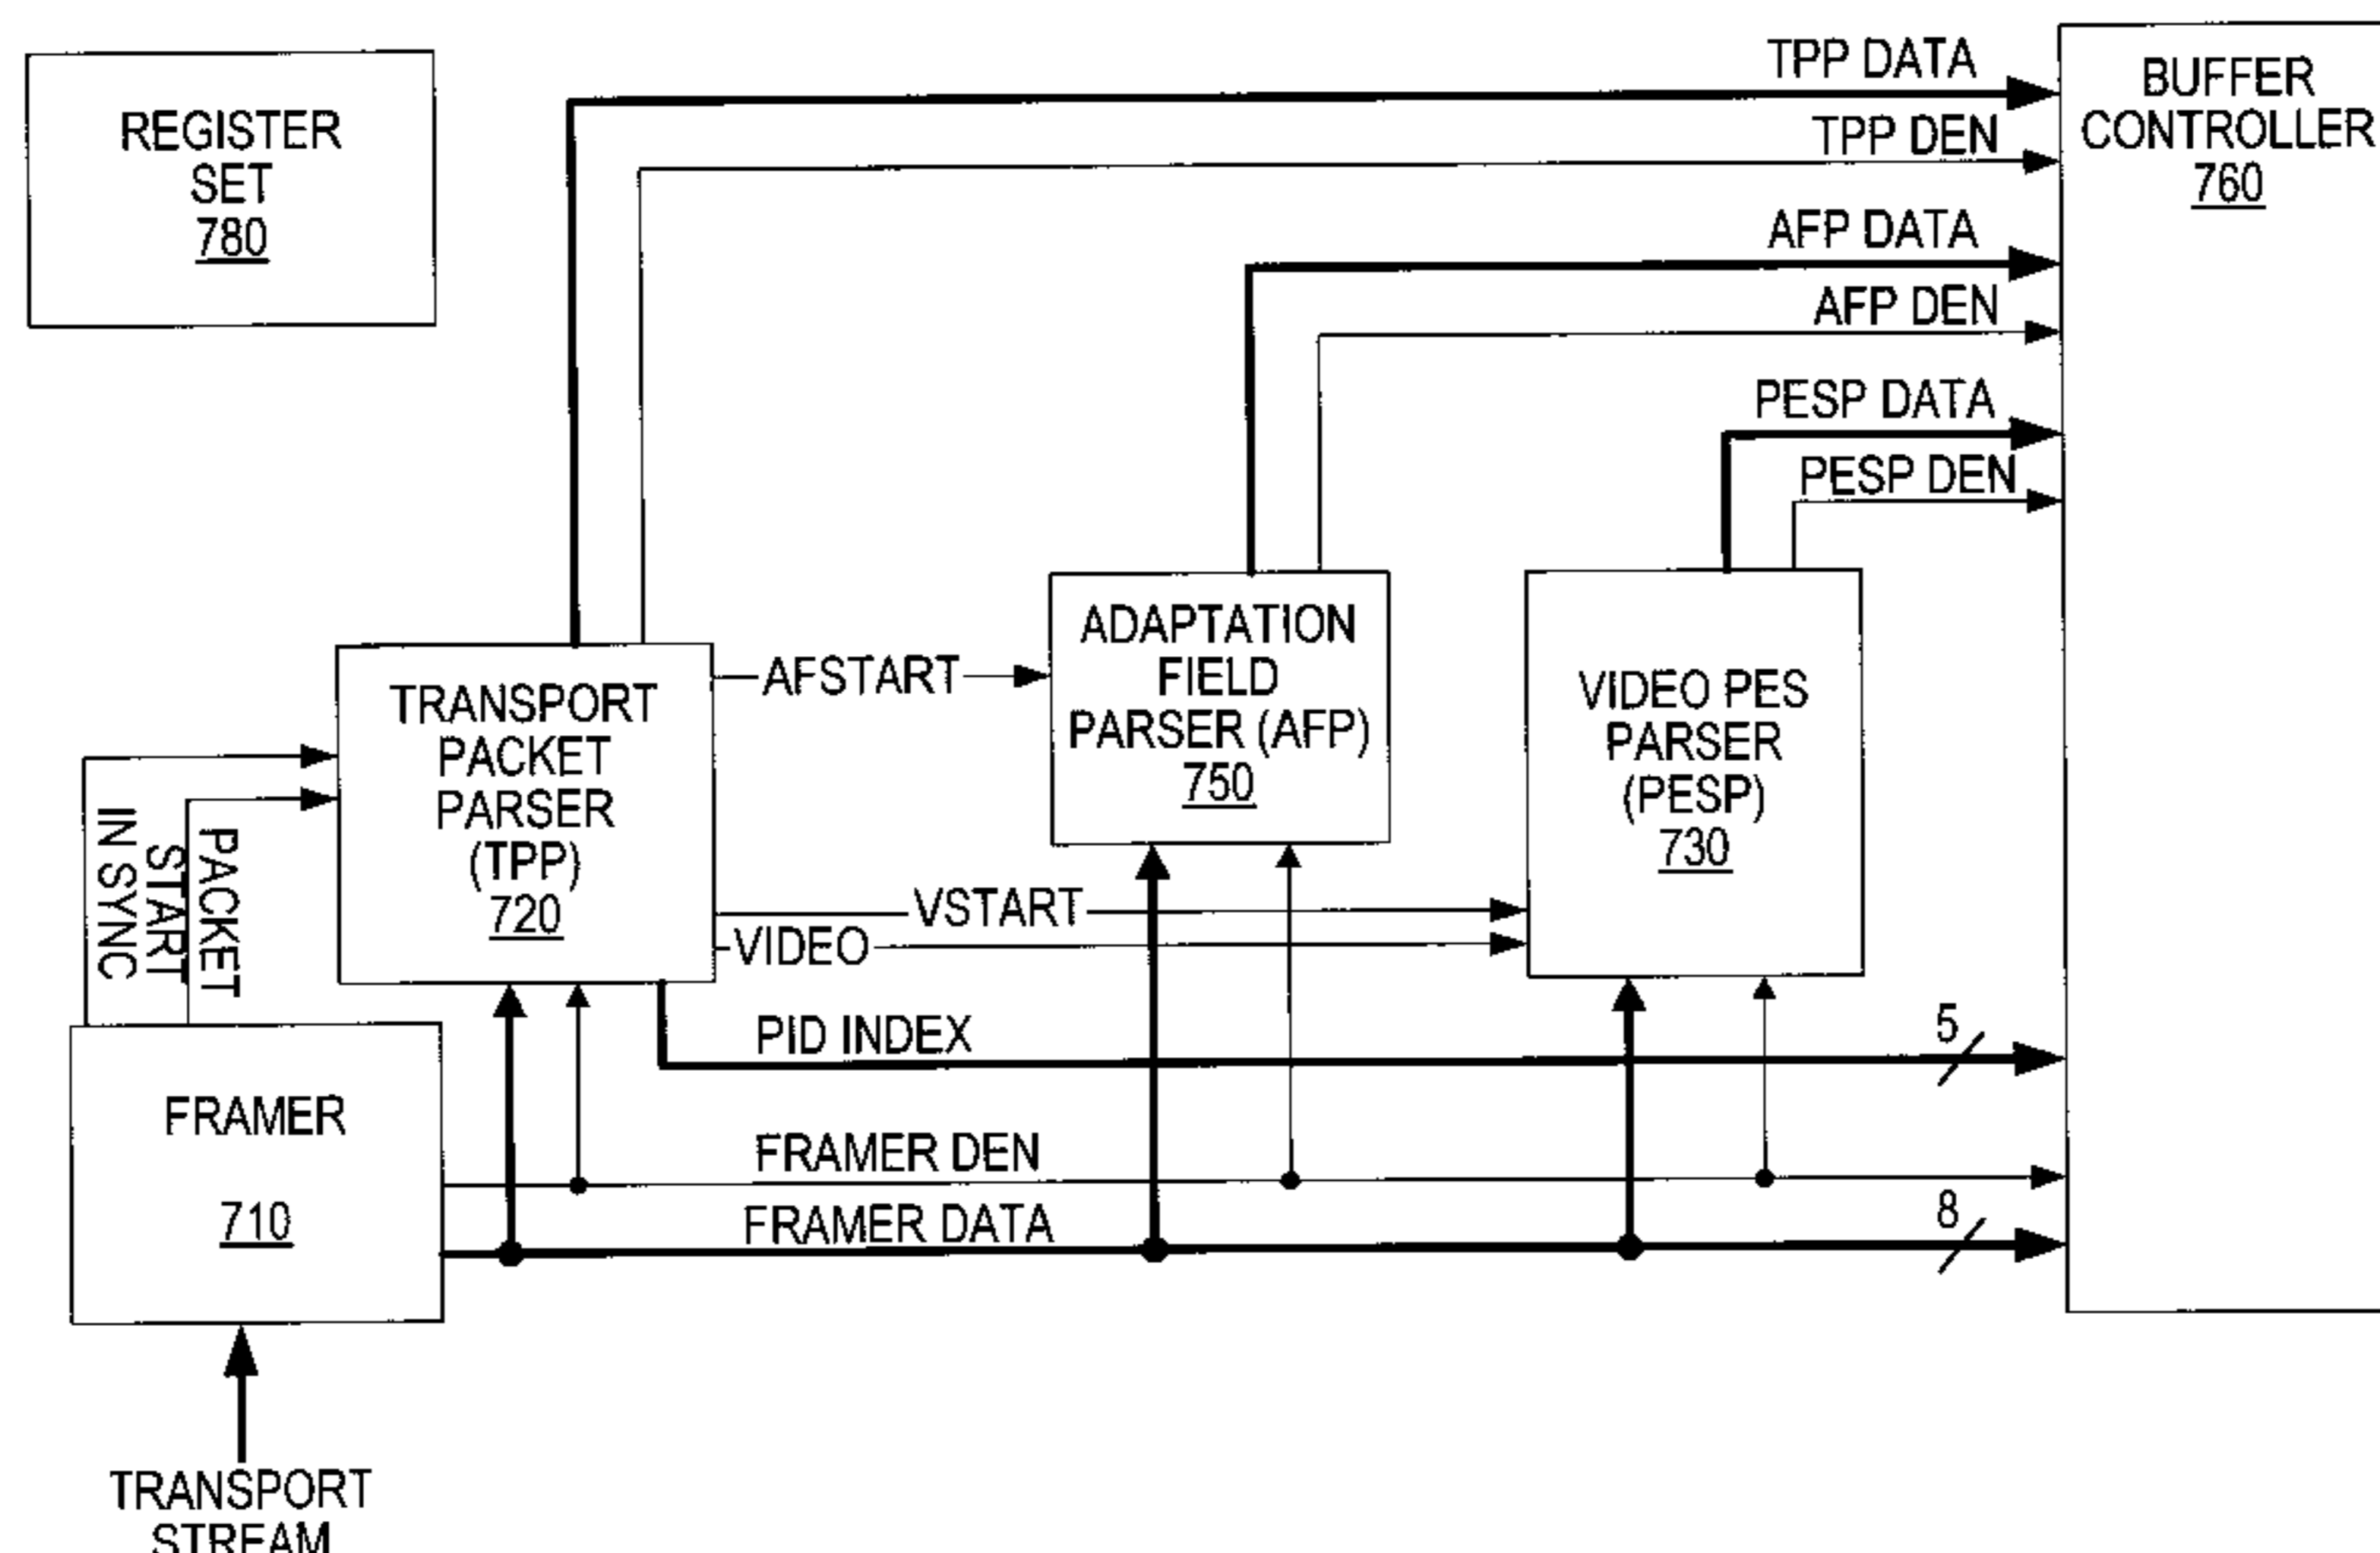 REGISTER
SET
780
TPP DATA
TPP DEN
AFP DATA
AFP DEN
PESP DATA
PESP DEN
BUFFER
CONTROLLER
760
TRANSPORT
PACKET
PARSER
(TPP)
720
AFSTART
ADAPTATION
FIELD
PARSER (AFP)
750
VIDEO PES
PARSER
(PESP)
730
VSTART
VIDEO
IN SYNC
PACKET
START
PID INDEX
5
FRAMER
710
FRAMER DEN
FRAMER DATA
8
TRANSPORT
STREAM